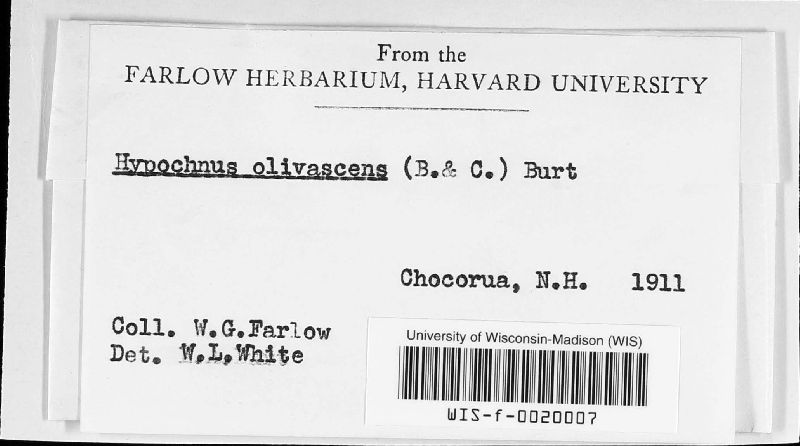 From the
FARLOW HERBARIUM, HARVARD UNIVERSITY
Hypochnus olivascens (B.& C.) Burt
Chocorua, N.H. 1911
Coll. W.G.Farlow
Det. W.L.White
University of Wisconsin-Madison (WIS)
WIS-f-0020007